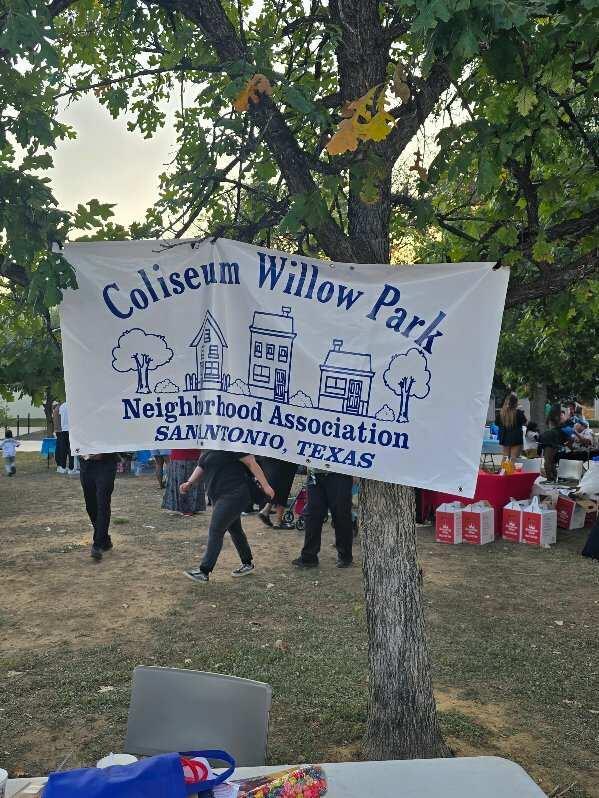 Coliseum Willow Park
Neighborhood Association
SAN ANTONIO, TEXAS